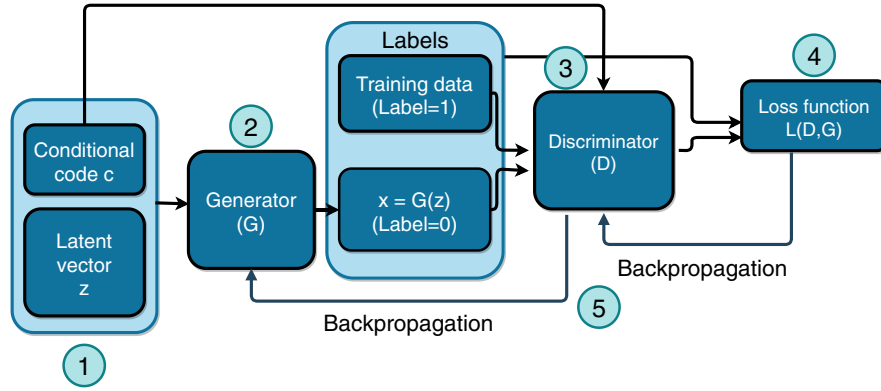 Labels
Training data
(Label=1)
x = G(z)
(Label=0)
Conditional
code c
Latent
vector
z
1
2
Generator
(G)
3
Discriminator
(D)
4
Loss function
L(D,G)
Backpropagation
5
Backpropagation